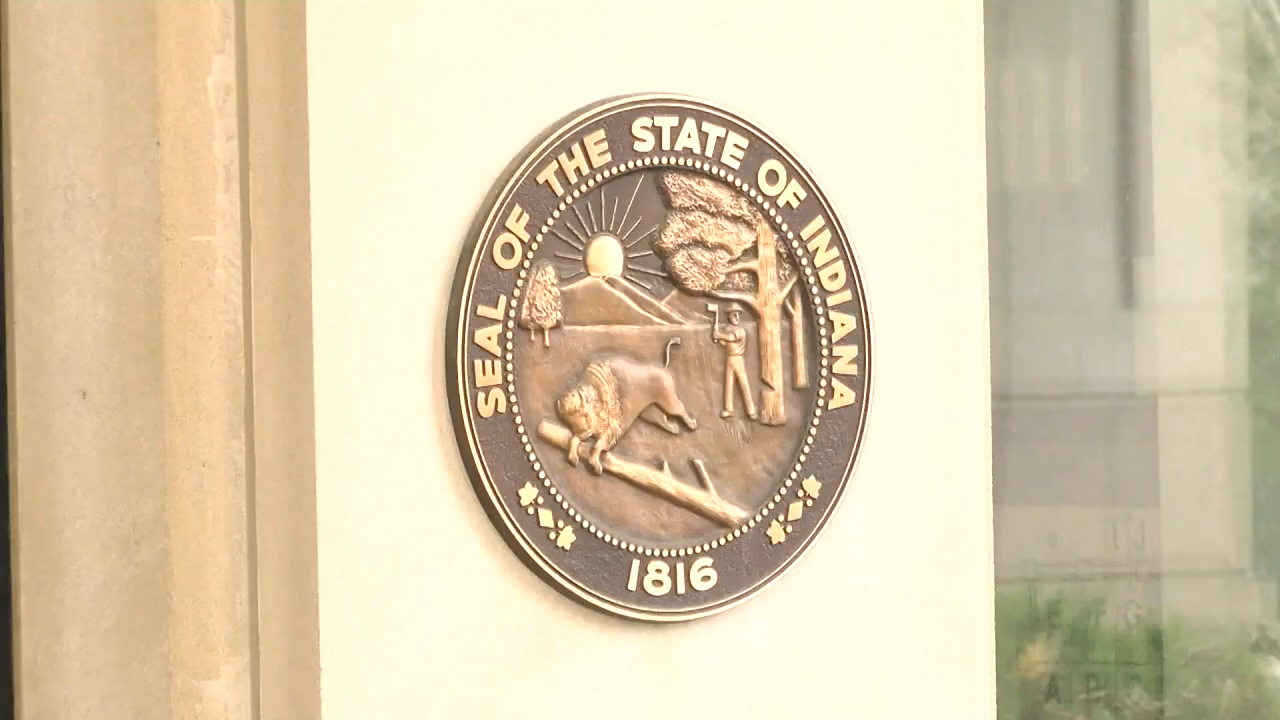 SEAL OF THE STATE OF INDIANA
1816
E F G